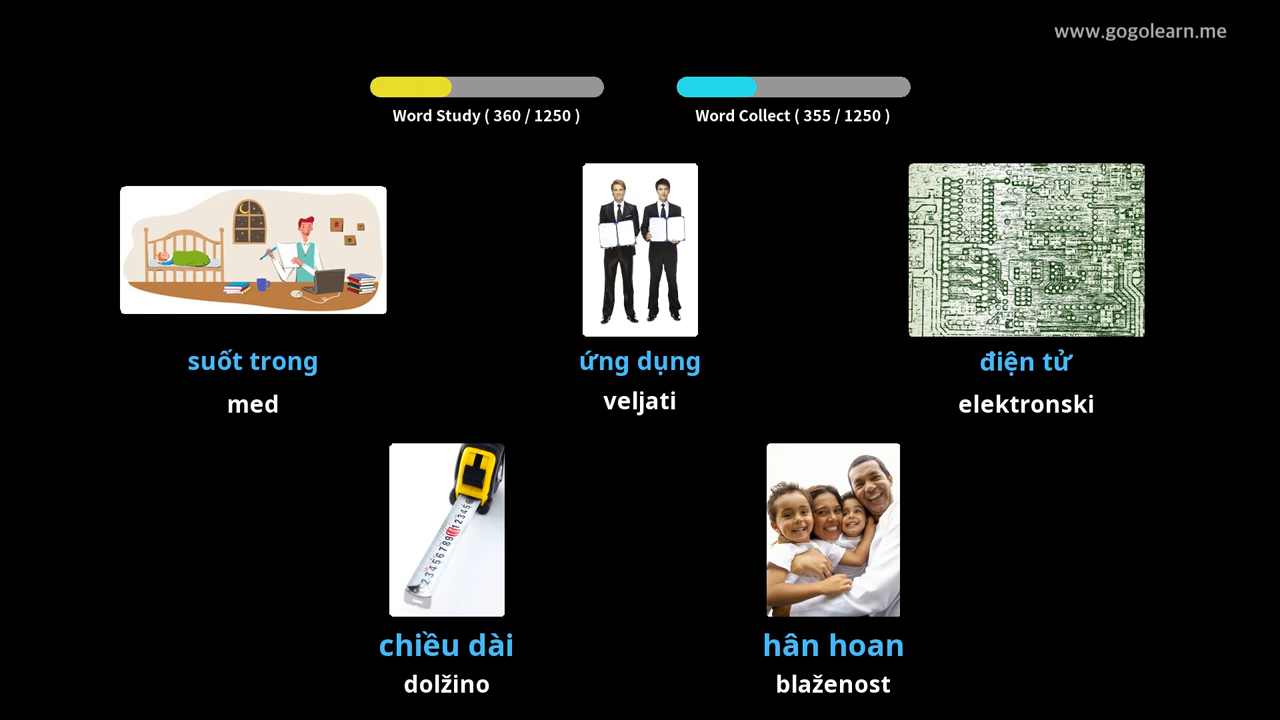 www.gogolearn.me
Word Study ( 360 / 1250 )
Word Collect ( 355 / 1250 )
suốt trong
ứng dụng
điện tử
med
veljati
elektronski
chiều dài
hân hoan
dolžino
blaženost